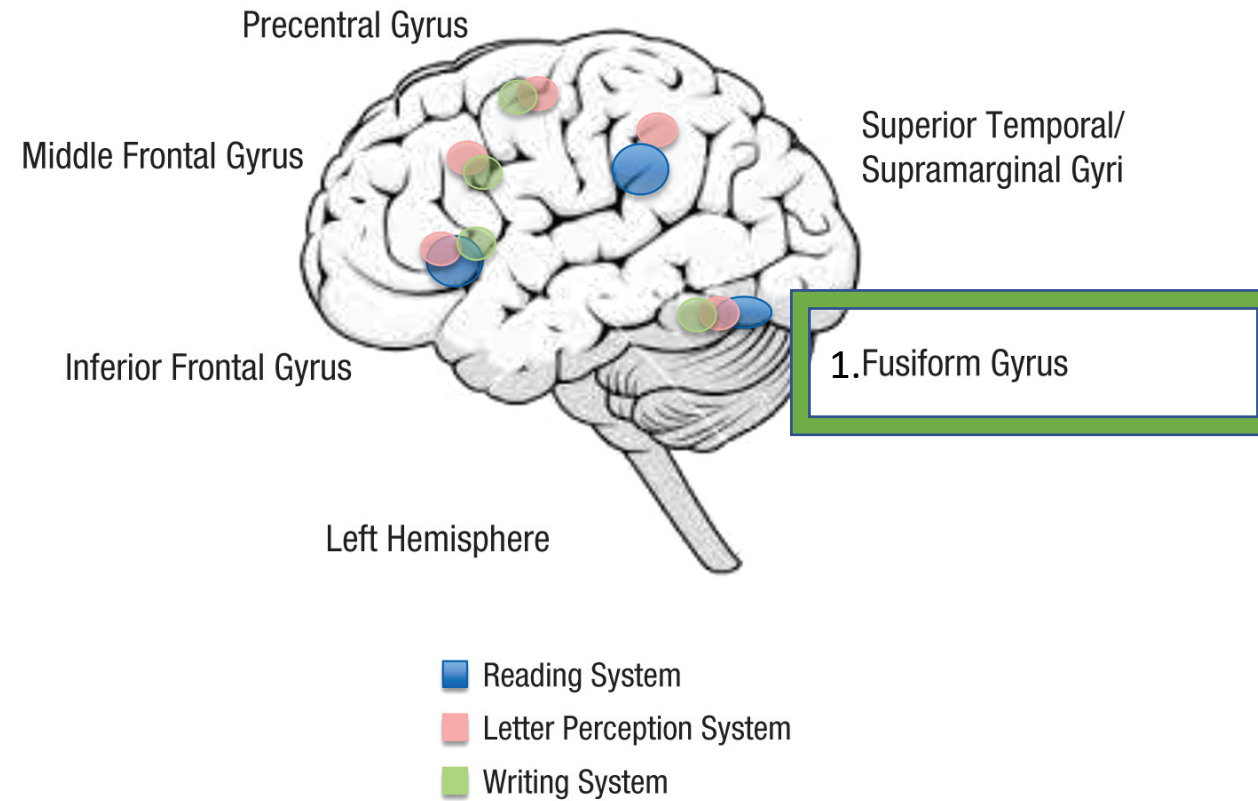 Precentral Gyrus
Middle Frontal Gyrus
Superior Temporal/
Supramarginal Gyri
Inferior Frontal Gyrus
1.Fusiform Gyrus
Left Hemisphere
Reading System
Letter Perception System
Writing System